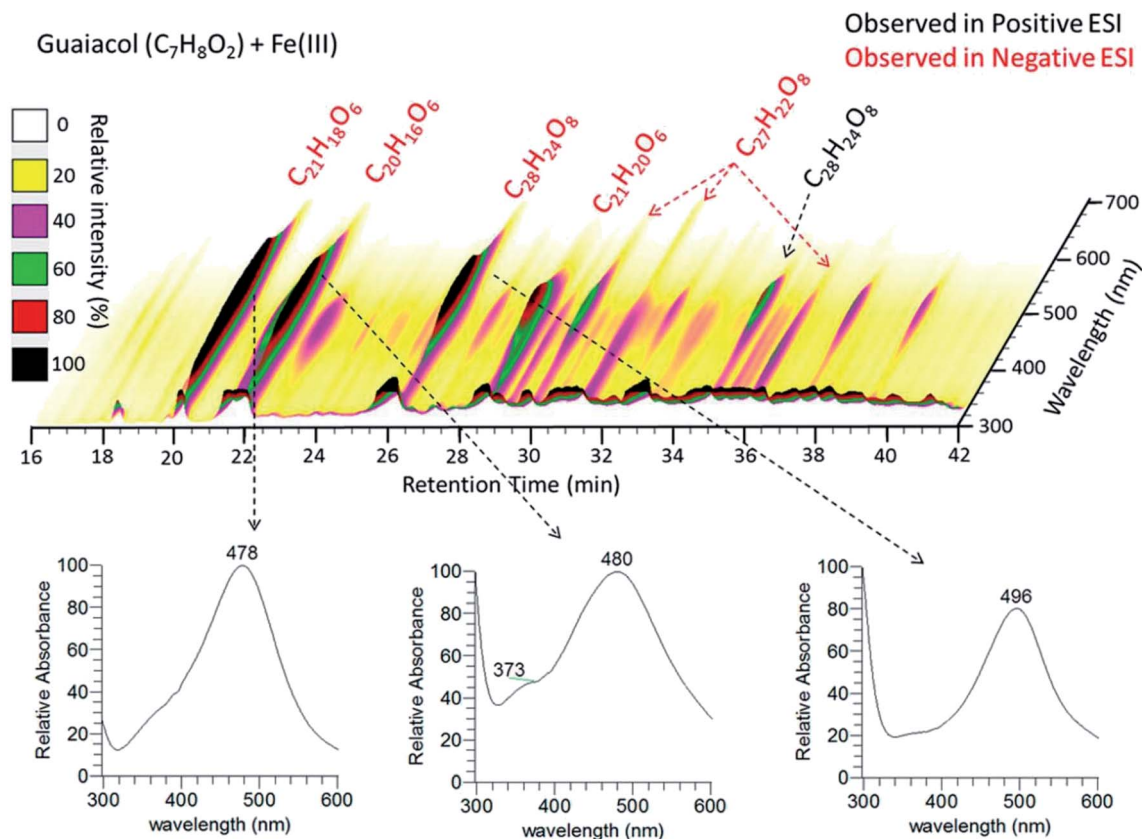 Guaiacol (C₇H₈O₂) + Fe(III)
Observed in Positive ESI
Observed in Negative ESI
0
20
40
60
80
100
Relative intensity (%)
C₂₁H₁₈O₆
C₂₀H₁₆O₆
C₂₈H₂₄O₈
C₂₁H₂₀O₆
C₂₇H₂₂O₈
C₂₈H₂₄O₈
700
600
500
400
300
Wavelength (nm)
16 18 20 22 24 26 28 30 32 34 36 38 40 42
Retention Time (min)
478
100
80
60
40
20
0
Relative Absorbance
300 400 500 600
wavelength (nm)
480
373
100
80
60
40
20
0
Relative Absorbance
300 400 500 600
wavelength (nm)
496
100
80
60
40
20
0
Relative Absorbance
300 400 500 600
wavelength (nm)